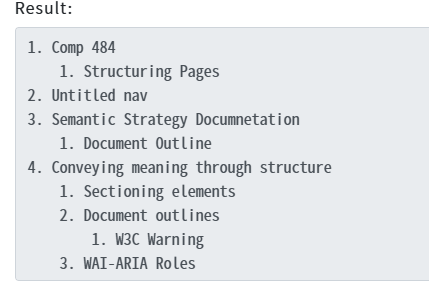 Result:
1. Comp 484
1. Structuring Pages
2. Untitled nav
3. Semantic Strategy Documnetation
1. Document Outline
4. Conveying meaning through structure
1. Sectioning elements
2. Document outlines
1. W3C Warning
3. WAI-ARIA Roles